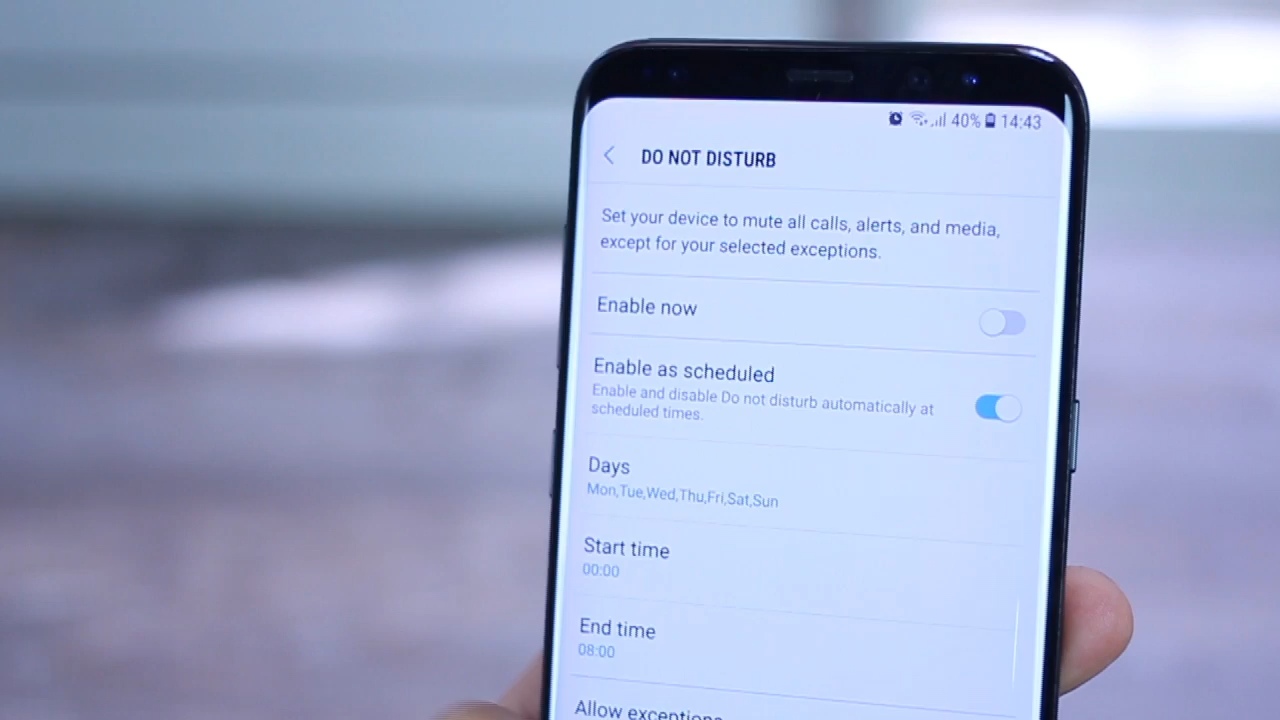 40% 14:43
DO NOT DISTURB
Set your device to mute all calls, alerts, and media,
except for your selected exceptions.
Enable now
Enable as scheduled
Enable and disable Do not disturb automatically at
scheduled times.
Days
Mon,Tue,Wed,Thu,Fri,Sat,Sun
Start time
00:00
End time
08:00
Allow exceptions